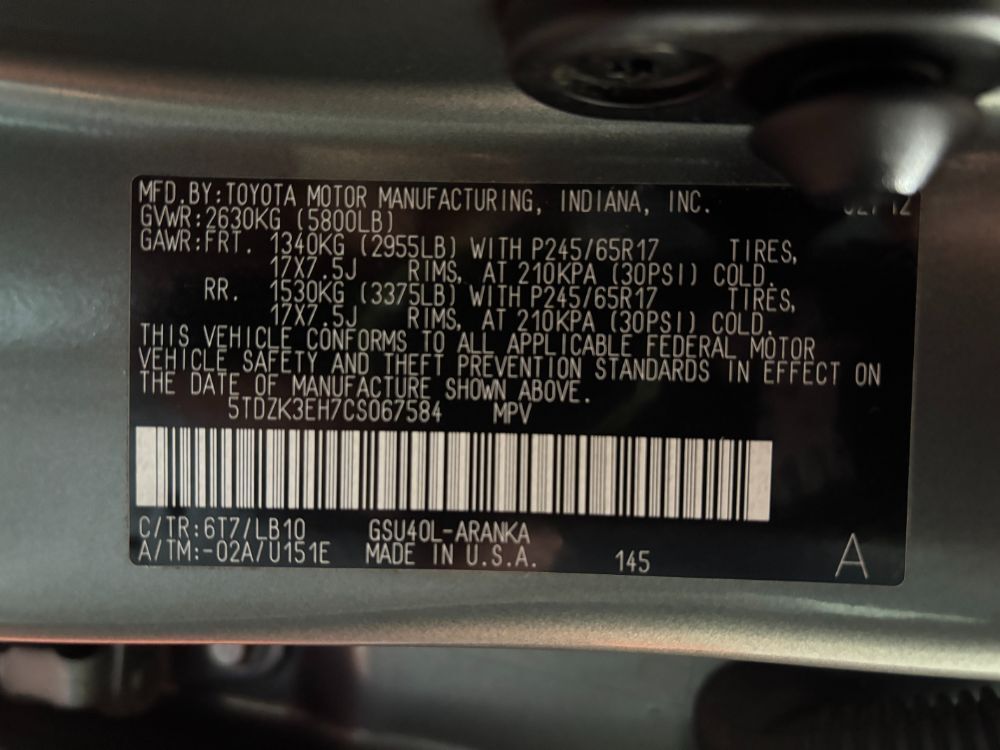 MFD.BY:TOYOTA MOTOR MANUFACTURING, INDIANA, INC.
GVWR:2630KG (5800LB)
GAWR:FRT. 1340KG (2955LB) WITH P245/65R17 TIRES,
17X7.5J RIMS, AT 210KPA (30PSI) COLD.
RR. 1530KG (3375LB) WITH P245/65R17 TIRES,
17X7.5J RIMS, AT 210KPA (30PSI) COLD.
THIS VEHICLE CONFORMS TO ALL APPLICABLE FEDERAL MOTOR
VEHICLE SAFETY AND THEFT PREVENTION STANDARDS IN EFFECT ON
THE DATE OF MANUFACTURE SHOWN ABOVE.
5TDZK3EH7CS067584 MPV
C/TR:6T7/LB10 GSU40L-ARANKA
A/TM:-02A/U151E MADE IN U.S.A. 145 A